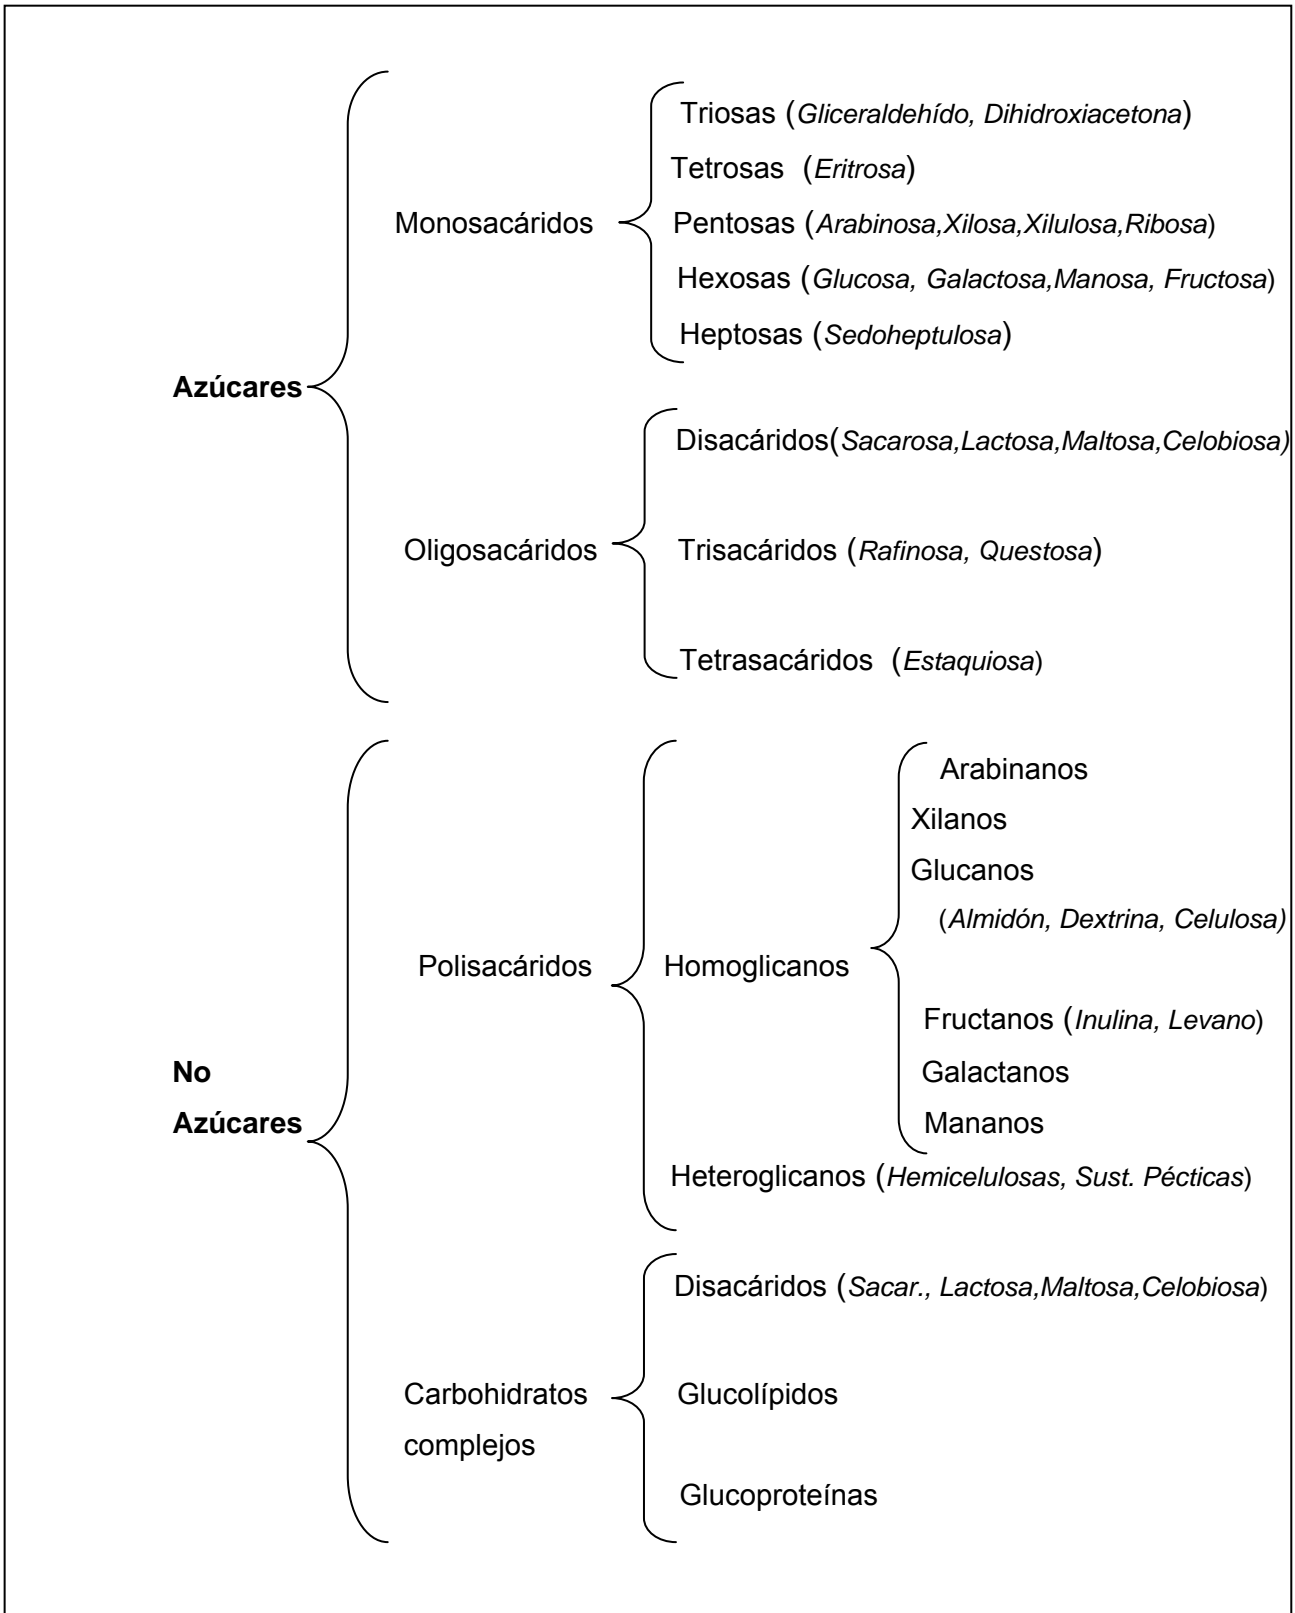 Triosas (Gliceraldehído, Dihidroxiacetona)
Tetrosas (Eritrosa)
Monosacáridos
Pentosas (Arabinosa,Xilosa,Xilulosa,Ribosa)
Hexosas (Glucosa, Galactosa,Manosa, Fructosa)
Heptosas (Sedoheptulosa)
Azúcares
Disacáridos(Sacarosa,Lactosa,Maltosa,Celobiosa)
Oligosacáridos
Trisacáridos (Rafinosa, Questosa)
Tetrasacáridos (Estaquiosa)
Arabinanos
Xilanos
Glucanos
(Almidón, Dextrina, Celulosa)
Polisacáridos
Homoglicanos
Fructanos (Inulina, Levano)
Galactanos
Mananos
No
Azúcares
Heteroglicanos (Hemicelulosas, Sust. Pécticas)
Disacáridos (Sacar., Lactosa,Maltosa,Celobiosa)
Carbohidratos
complejos
Glucolípidos
Glucoproteínas